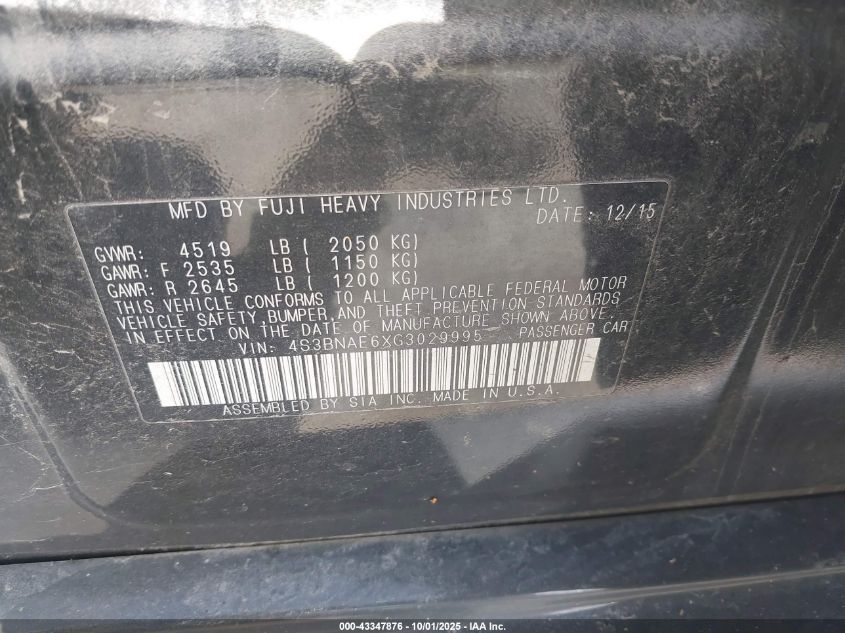 MFD BY FUJI HEAVY INDUSTRIES LTD.
DATE: 12/15
GVWR: 4519 LB ( 2050 KG)
GAWR: F 2535 LB ( 1150 KG)
GAWR: R 2645 LB ( 1200 KG)
THIS VEHICLE CONFORMS TO ALL APPLICABLE FEDERAL MOTOR
VEHICLE SAFETY, BUMPER, AND THEFT PREVENTION STANDARDS
IN EFFECT ON THE DATE OF MANUFACTURE SHOWN ABOVE.
VIN: 4S3BNAE6XG3029995 PASSENGER CAR
ASSEMBLED BY SIA INC. MADE IN U.S.A.
000-43347876 - 10/01/2025 - IAA Inc.